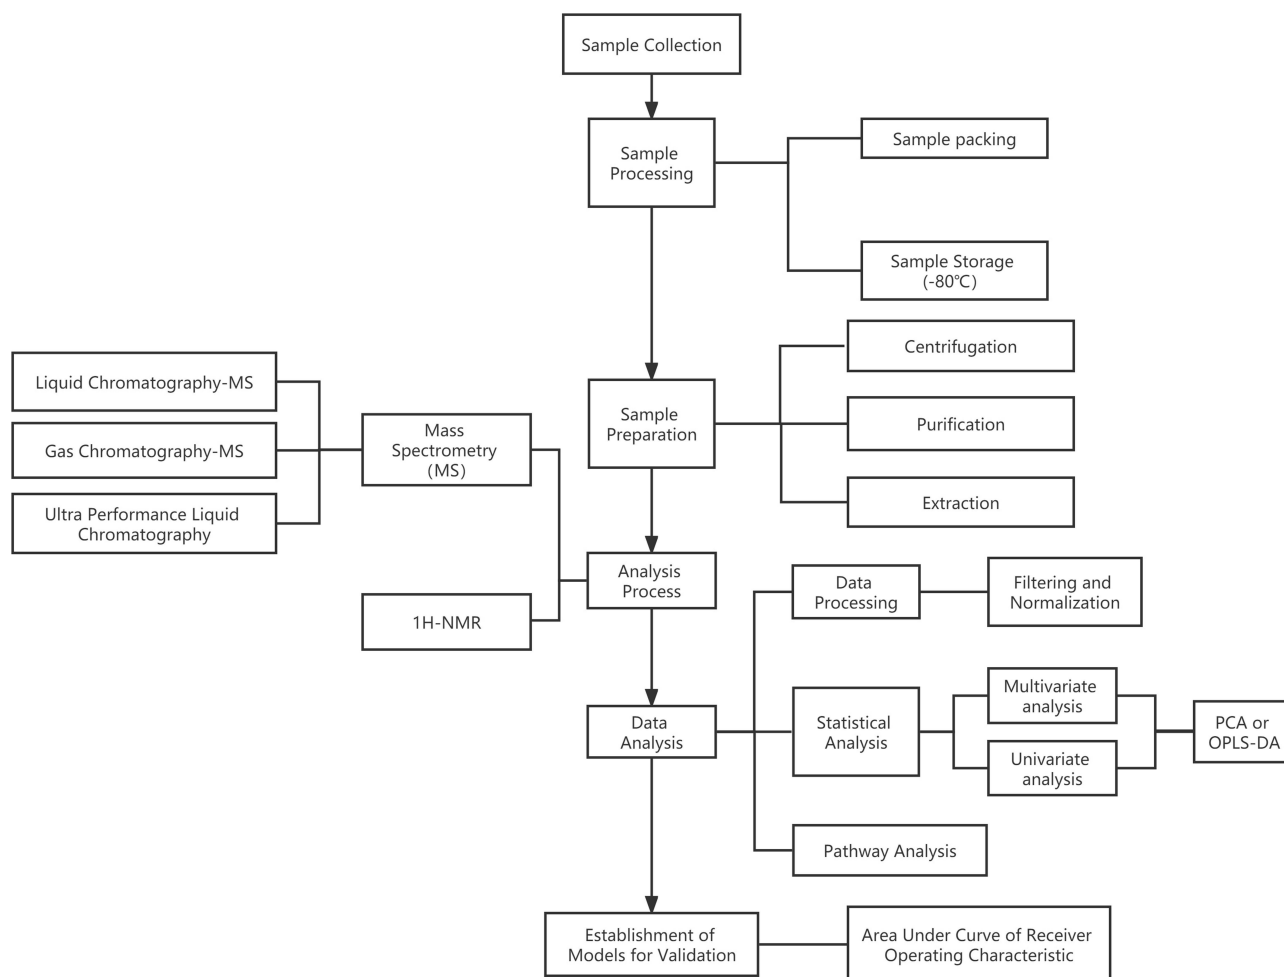 Sample Collection
Sample
Processing
Sample packing
Sample Storage
(-80℃)
Sample
Preparation
Centrifugation
Purification
Extraction
Liquid Chromatography-MS
Gas Chromatography-MS
Ultra Performance Liquid
Chromatography
Mass
Spectrometry
（MS）
1H-NMR
Analysis
Process
Data
Analysis
Data
Processing
Filtering and
Normalization
Statistical
Analysis
Multivariate
analysis
Univariate
analysis
PCA or
OPLS-DA
Pathway Analysis
Establishment of
Models for Validation
Area Under Curve of Receiver
Operating Characteristic